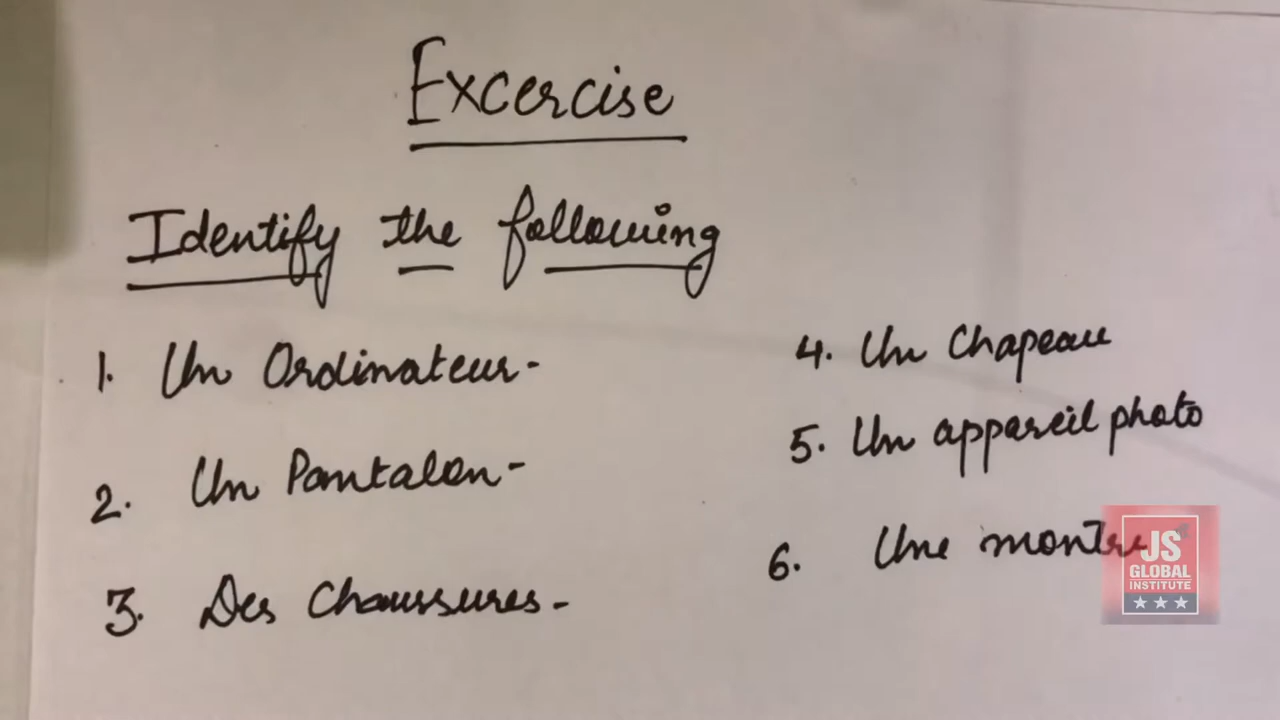 Excercise
Identify the following
1. Un Ordinateur-
2. Un Pantalon-
3. Des Chaussures-
4. Un Chapeau
5. Un appareil photo
6. Une montre
JS
GLOBAL
INSTITUTE